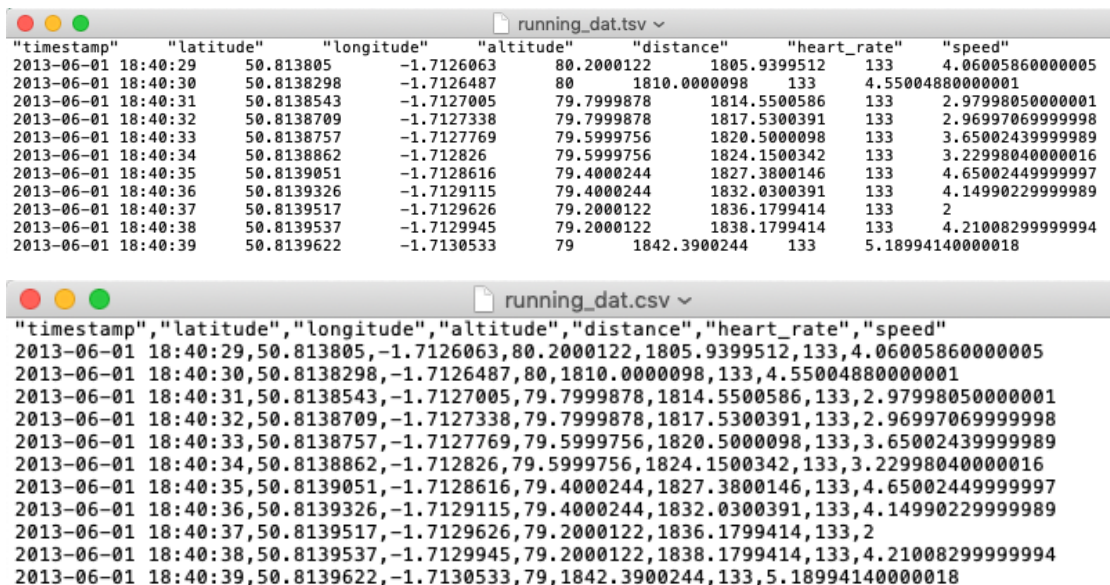 running_dat.tsv
"timestamp" "latitude" "longitude" "altitude" "distance" "heart_rate" "speed"
2013-06-01 18:40:29 50.813805 -1.7126063 80.2000122 1805.9399512 133 4.06005860000005
2013-06-01 18:40:30 50.8138298 -1.7126487 80 1810.0000098 133 4.55004880000001
2013-06-01 18:40:31 50.8138543 -1.7127005 79.7999878 1814.5500586 133 2.97998050000001
2013-06-01 18:40:32 50.8138709 -1.7127338 79.7999878 1817.5300391 133 2.96997069999998
2013-06-01 18:40:33 50.8138757 -1.7127769 79.5999756 1820.5000098 133 3.65002439999989
2013-06-01 18:40:34 50.8138862 -1.712826 79.5999756 1824.1500342 133 3.22998040000016
2013-06-01 18:40:35 50.8139051 -1.7128616 79.4000244 1827.3800146 133 4.65002449999997
2013-06-01 18:40:36 50.8139326 -1.7129115 79.4000244 1832.0300391 133 4.14990229999989
2013-06-01 18:40:37 50.8139517 -1.7129626 79.2000122 1836.1799414 133 2
2013-06-01 18:40:38 50.8139537 -1.7129945 79.2000122 1838.1799414 133 4.21008299999994
2013-06-01 18:40:39 50.8139622 -1.7130533 79 1842.3900244 133 5.18994140000018
running_dat.csv
"timestamp","latitude","longitude","altitude","distance","heart_rate","speed"
2013-06-01 18:40:29,50.813805,-1.7126063,80.2000122,1805.9399512,133,4.06005860000005
2013-06-01 18:40:30,50.8138298,-1.7126487,80,1810.0000098,133,4.55004880000001
2013-06-01 18:40:31,50.8138543,-1.7127005,79.7999878,1814.5500586,133,2.97998050000001
2013-06-01 18:40:32,50.8138709,-1.7127338,79.7999878,1817.5300391,133,2.96997069999998
2013-06-01 18:40:33,50.8138757,-1.7127769,79.5999756,1820.5000098,133,3.65002439999989
2013-06-01 18:40:34,50.8138862,-1.712826,79.5999756,1824.1500342,133,3.22998040000016
2013-06-01 18:40:35,50.8139051,-1.7128616,79.4000244,1827.3800146,133,4.65002449999997
2013-06-01 18:40:36,50.8139326,-1.7129115,79.4000244,1832.0300391,133,4.14990229999989
2013-06-01 18:40:37,50.8139517,-1.7129626,79.2000122,1836.1799414,133,2
2013-06-01 18:40:38,50.8139537,-1.7129945,79.2000122,1838.1799414,133,4.21008299999994
2013-06-01 18:40:39,50.8139622,-1.7130533,79,1842.3900244,133,5.18994140000018